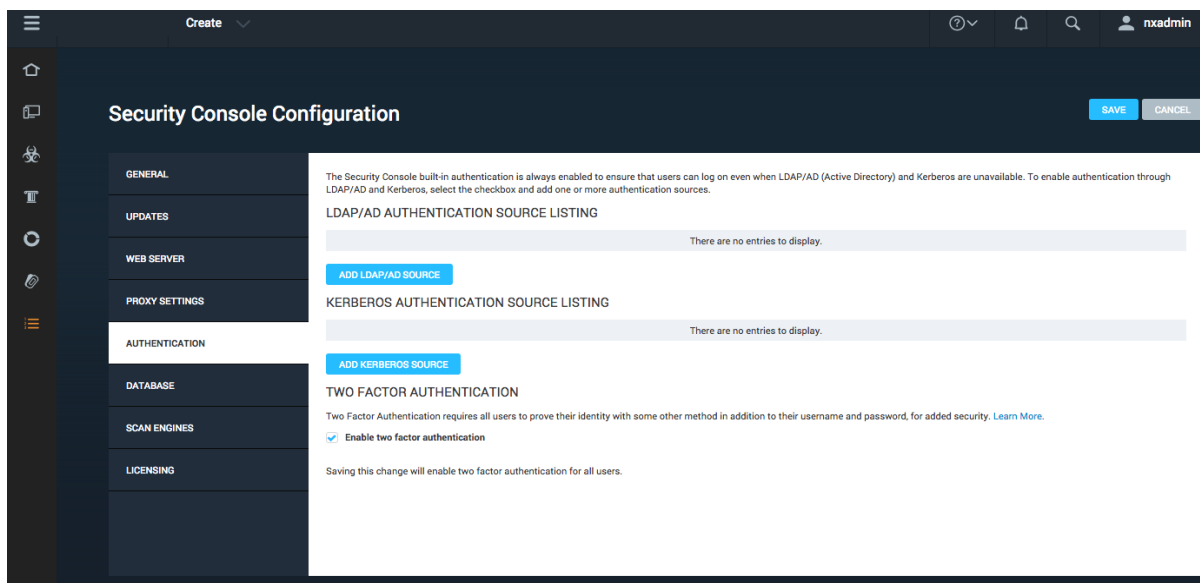 Create
nxadmin
Security Console Configuration
SAVE
CANCEL
GENERAL
UPDATES
WEB SERVER
PROXY SETTINGS
AUTHENTICATION
DATABASE
SCAN ENGINES
LICENSING
The Security Console built-in authentication is always enabled to ensure that users can log on even when LDAP/AD (Active Directory) and Kerberos are unavailable. To enable authentication through
LDAP/AD and Kerberos, select the checkbox and add one or more authentication sources.
LDAP/AD AUTHENTICATION SOURCE LISTING
There are no entries to display.
ADD LDAP/AD SOURCE
KERBEROS AUTHENTICATION SOURCE LISTING
There are no entries to display.
ADD KERBEROS SOURCE
TWO FACTOR AUTHENTICATION
Two Factor Authentication requires all users to prove their identity with some other method in addition to their username and password, for added security. Learn More.
Enable two factor authentication
Saving this change will enable two factor authentication for all users.